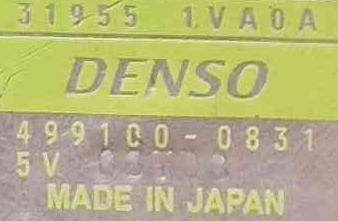 31955 1VA0A
DENSO
499100-0831
5V
MADE IN JAPAN